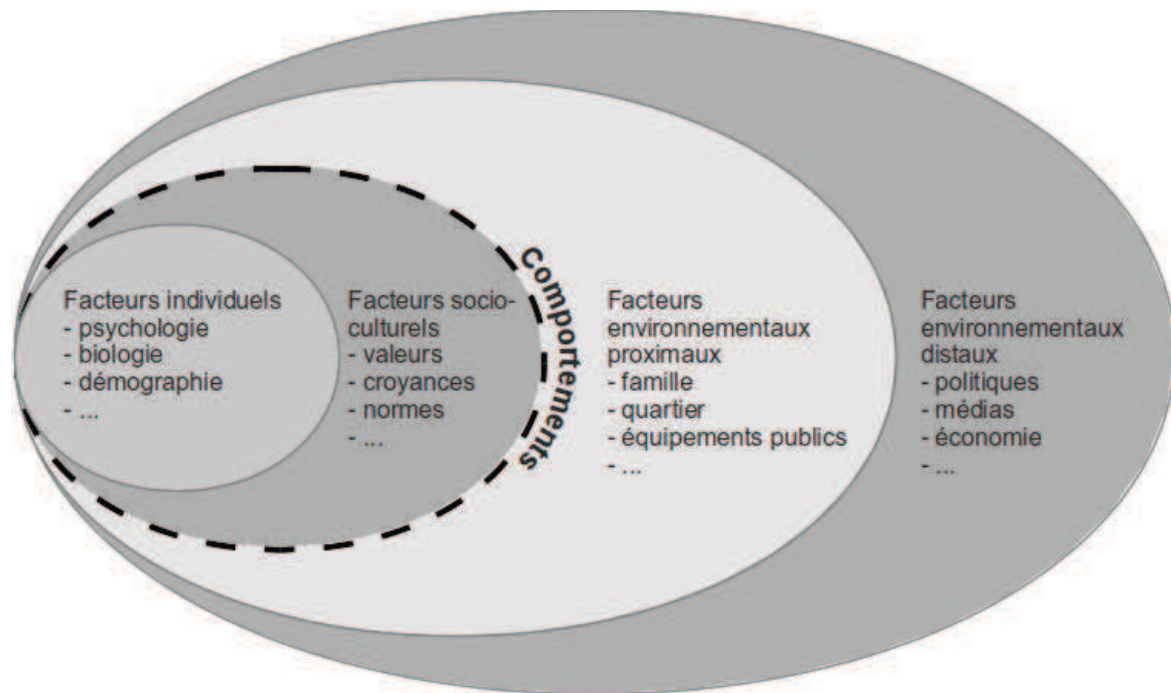 Facteurs individuels
- psychologie
- biologie
- démographie
- ...
Facteurs socio-
culturels
- valeurs
- croyances
- normes
- ...
Comportements
Facteurs
environnementaux
proximaux
- famille
- quartier
- équipements publics
- ...
Facteurs
environnementaux
distaux
- politiques
- médias
- économie
- ...